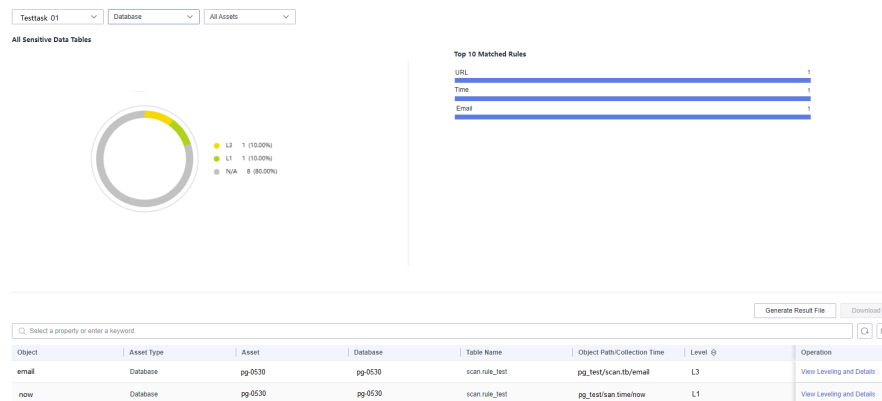 Testtask 01 Database All Assets
All Sensitive Data Tables
Top 10 Matched Rules
URL 1
Time 1
Email 1
L3 1 (10.00%)
L1 1 (10.00%)
N/A 8 (80.00%)
Generate Result File Download
Select a property or enter a keyword.
Object Asset Type Asset Database Table Name Object Path/Collection Time Level Operation
email Database pg-0530 pg-0530 scan.rule_test pg_test/scan.tb/email L3 View Leveling and Details
now Database pg-0530 pg-0530 scan.rule_test pg_test/san.time/now L1 View Leveling and Details